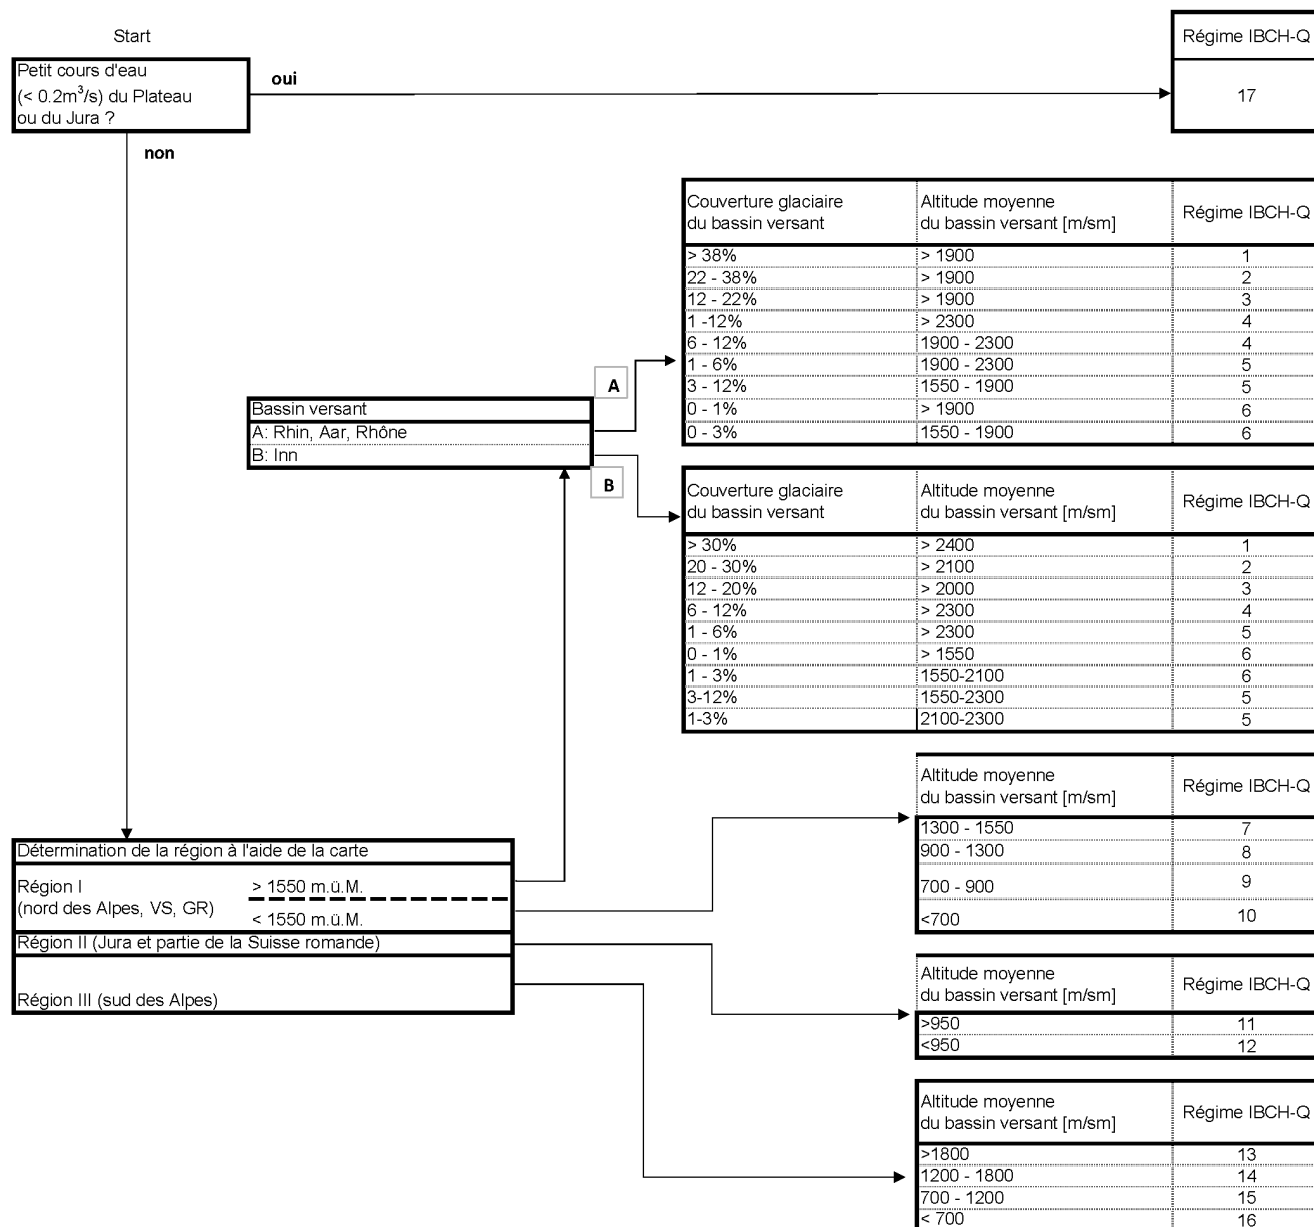 Start
Régime IBCH-Q
Petit cours d'eau
(< 0.2m³/s) du Plateau
ou du Jura ?
oui
17
non
Couverture glaciaire
du bassin versant
Altitude moyenne
du bassin versant [m/sm]
Régime IBCH-Q
> 38% > 1900 1
22 - 38% > 1900 2
12 - 22% > 1900 3
1 -12% > 2300 4
6 - 12% 1900 - 2300 4
1 - 6% 1900 - 2300 5
3 - 12% 1550 - 1900 5
0 - 1% > 1900 6
0 - 3% 1550 - 1900 6
A
Bassin versant
A: Rhin, Aar, Rhône
B: Inn
B
Couverture glaciaire
du bassin versant
Altitude moyenne
du bassin versant [m/sm]
Régime IBCH-Q
> 30% > 2400 1
20 - 30% > 2100 2
12 - 20% > 2000 3
6 - 12% > 2300 4
1 - 6% > 2300 5
0 - 1% > 1550 6
1 - 3% 1550-2100 6
3-12% 1550-2300 5
1-3% 2100-2300 5
Altitude moyenne
du bassin versant [m/sm]
Régime IBCH-Q
1300 - 1550 7
900 - 1300 8
700 - 900 9
<700 10
Détermination de la région à l'aide de la carte
Région I
(nord des Alpes, VS, GR)
> 1550 m.ü.M.
< 1550 m.ü.M.
Région II (Jura et partie de la Suisse romande)
Région III (sud des Alpes)
Altitude moyenne
du bassin versant [m/sm]
Régime IBCH-Q
>950 11
<950 12
Altitude moyenne
du bassin versant [m/sm]
Régime IBCH-Q
>1800 13
1200 - 1800 14
700 - 1200 15
< 700 16